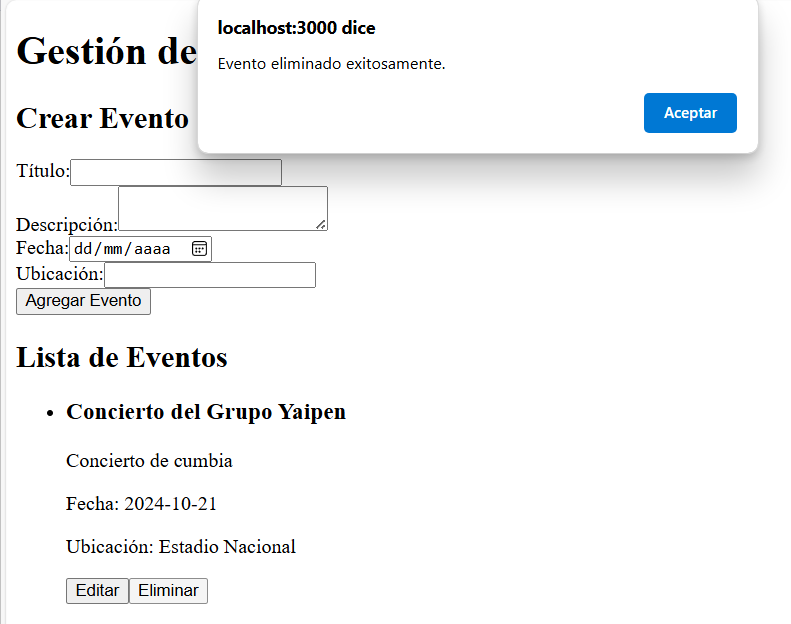 localhost:3000 dice
Evento eliminado exitosamente.
Aceptar
Gestión de
Crear Evento
Título:
Descripción:
Fecha: dd/mm/aaaa
Ubicación:
Agregar Evento
Lista de Eventos
Concierto del Grupo Yaipen
Concierto de cumbia
Fecha: 2024-10-21
Ubicación: Estadio Nacional
Editar Eliminar